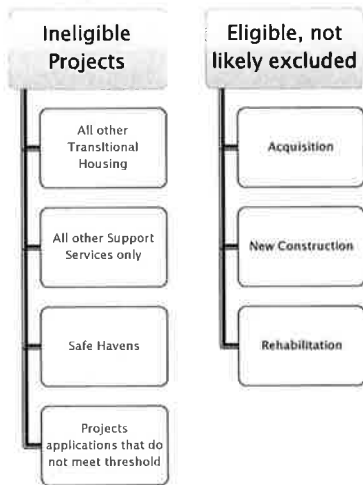 Ineligible
Projects
All other
Transltional
Housing
All other Support
Services only
Safe Havens
Projects
applications that do
not meet threshold
Eligible, not
likely excluded
Acquisition
New Construction
Rehabilitation